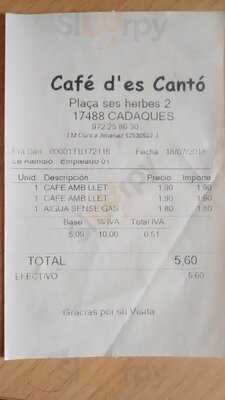 Café d'es Cantó
Plaça ses herbes 2
17488 CADAQUES
972 25 86 30
Fra.Sim. Fecha
Le Atendió : Empleado 01
Unid Descripción Precio Importe
1 CAFE AMB LLET 1.90 1.90
1 CAFE AMB LLET 1.90 1.90
1 AIGUA SENSE GAS 1.80 1.80
Base %IVA Total IVA
5,09 10,00 0,51
TOTAL 5,60
EFECTIVO 5,60
Gracias por su Visita